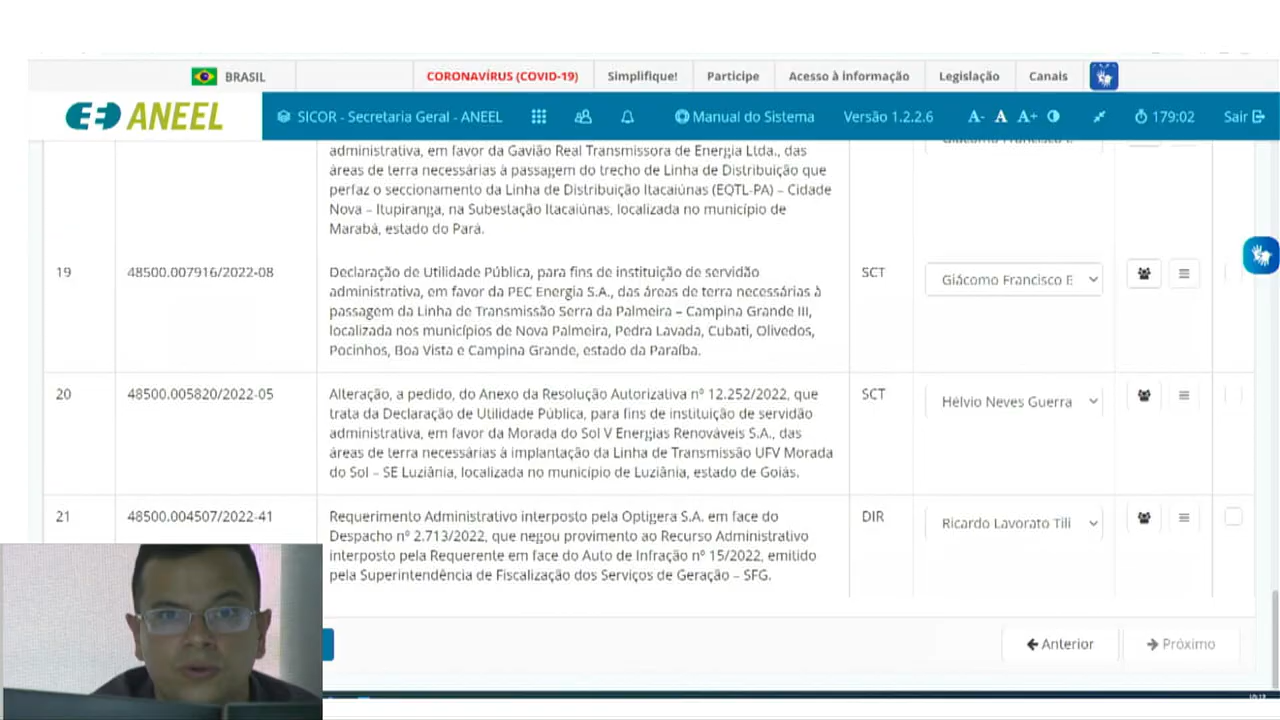 BRASIL
CORONAVÍRUS (COVID-19)
Simplifique!
Participe
Acesso à informação
Legislação
Canais
ANEEL
SICOR - Secretaria Geral - ANEEL
Manual do Sistema
Versão 1.2.2.6
A- A A+
179:02
Sair
administrativa, em favor da Gavião Real Transmissora de Energia Ltda., das
áreas de terra necessárias à passagem do trecho de Linha de Distribuição que
perfaz o seccionamento da Linha de Distribuição Itacaiúnas (EQTL-PA) – Cidade
Nova – Itupiranga, na Subestação Itacaiúnas, localizada no município de
Marabá, estado do Pará.
19
48500.007916/2022-08
Declaração de Utilidade Pública, para fins de instituição de servidão
administrativa, em favor da PEC Energia S.A., das áreas de terra necessárias à
passagem da Linha de Transmissão Serra da Palmeira – Campina Grande III,
localizada nos municípios de Nova Palmeira, Pedra Lavada, Cubati, Olivedos,
Pocinhos, Boa Vista e Campina Grande, estado da Paraíba.
SCT
Giácomo Francisco E
20
48500.005820/2022-05
Alteração, a pedido, do Anexo da Resolução Autorizativa nº 12.252/2022, que
trata da Declaração de Utilidade Pública, para fins de instituição de servidão
administrativa, em favor da Morada do Sol V Energias Renováveis S.A., das
áreas de terra necessárias à implantação da Linha de Transmissão UFV Morada
do Sol – SE Luziânia, localizada no município de Luziânia, estado de Goiás.
SCT
Hélvio Neves Guerra
21
48500.004507/2022-41
Requerimento Administrativo interposto pela Optigera S.A. em face do
Despacho nº 2.713/2022, que negou provimento ao Recurso Administrativo
interposto pela Requerente em face do Auto de Infração nº 15/2022, emitido
pela Superintendência de Fiscalização dos Serviços de Geração – SFG.
DIR
Ricardo Lavorato Tili
Anterior
Próximo